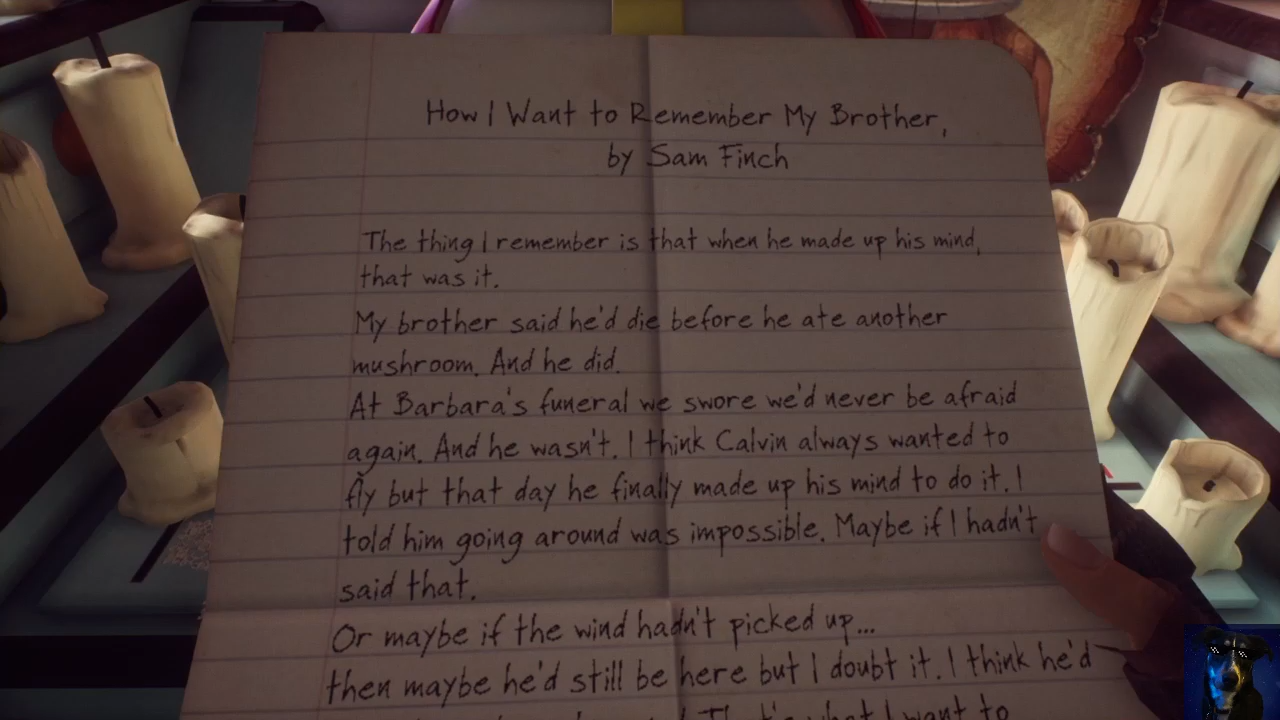 How I Want to Remember My Brother,
by Sam Finch
The thing I remember is that when he made up his mind,
that was it.
My brother said he'd die before he ate another
mushroom. And he did.
At Barbara's funeral we swore we'd never be afraid
again. And he wasn't. I think Calvin always wanted to
fly but that day he finally made up his mind to do it. I
told him going around was impossible. Maybe if I hadn't
said that.
Or maybe if the wind hadn't picked up...
then maybe he'd still be here but I doubt it. I think he'd
That's what I want to